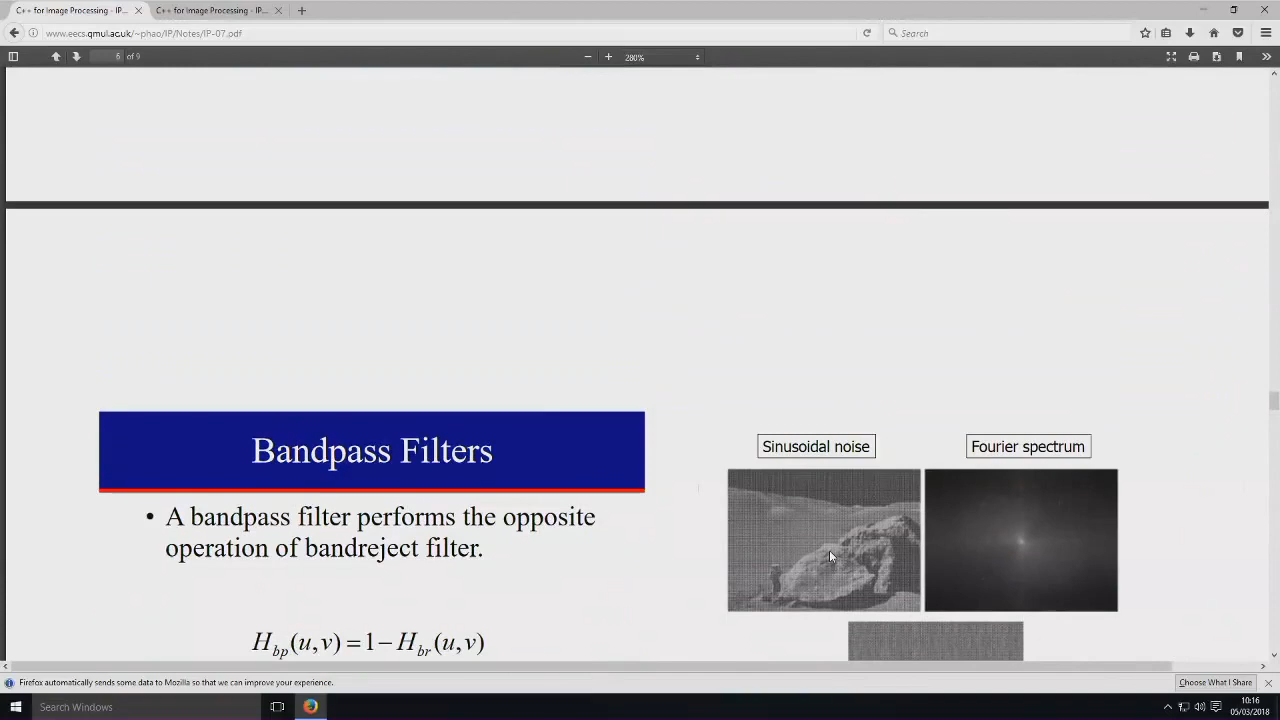 C++ for Image Processing - IP...
C++ for Image Processing - IP...
www.eecs.qmul.ac.uk/~phao/IP/Notes/IP-07.pdf
Search
6 of 9
280%
Bandpass Filters
• A bandpass filter performs the opposite
operation of bandreject filter.
H_bp(u,v) = 1 − H_br(u,v)
Sinusoidal noise
Fourier spectrum
Firefox automatically sends some data to Mozilla so that we can improve your experience.
Choose What I Share
Search Windows
10:16
05/03/2018